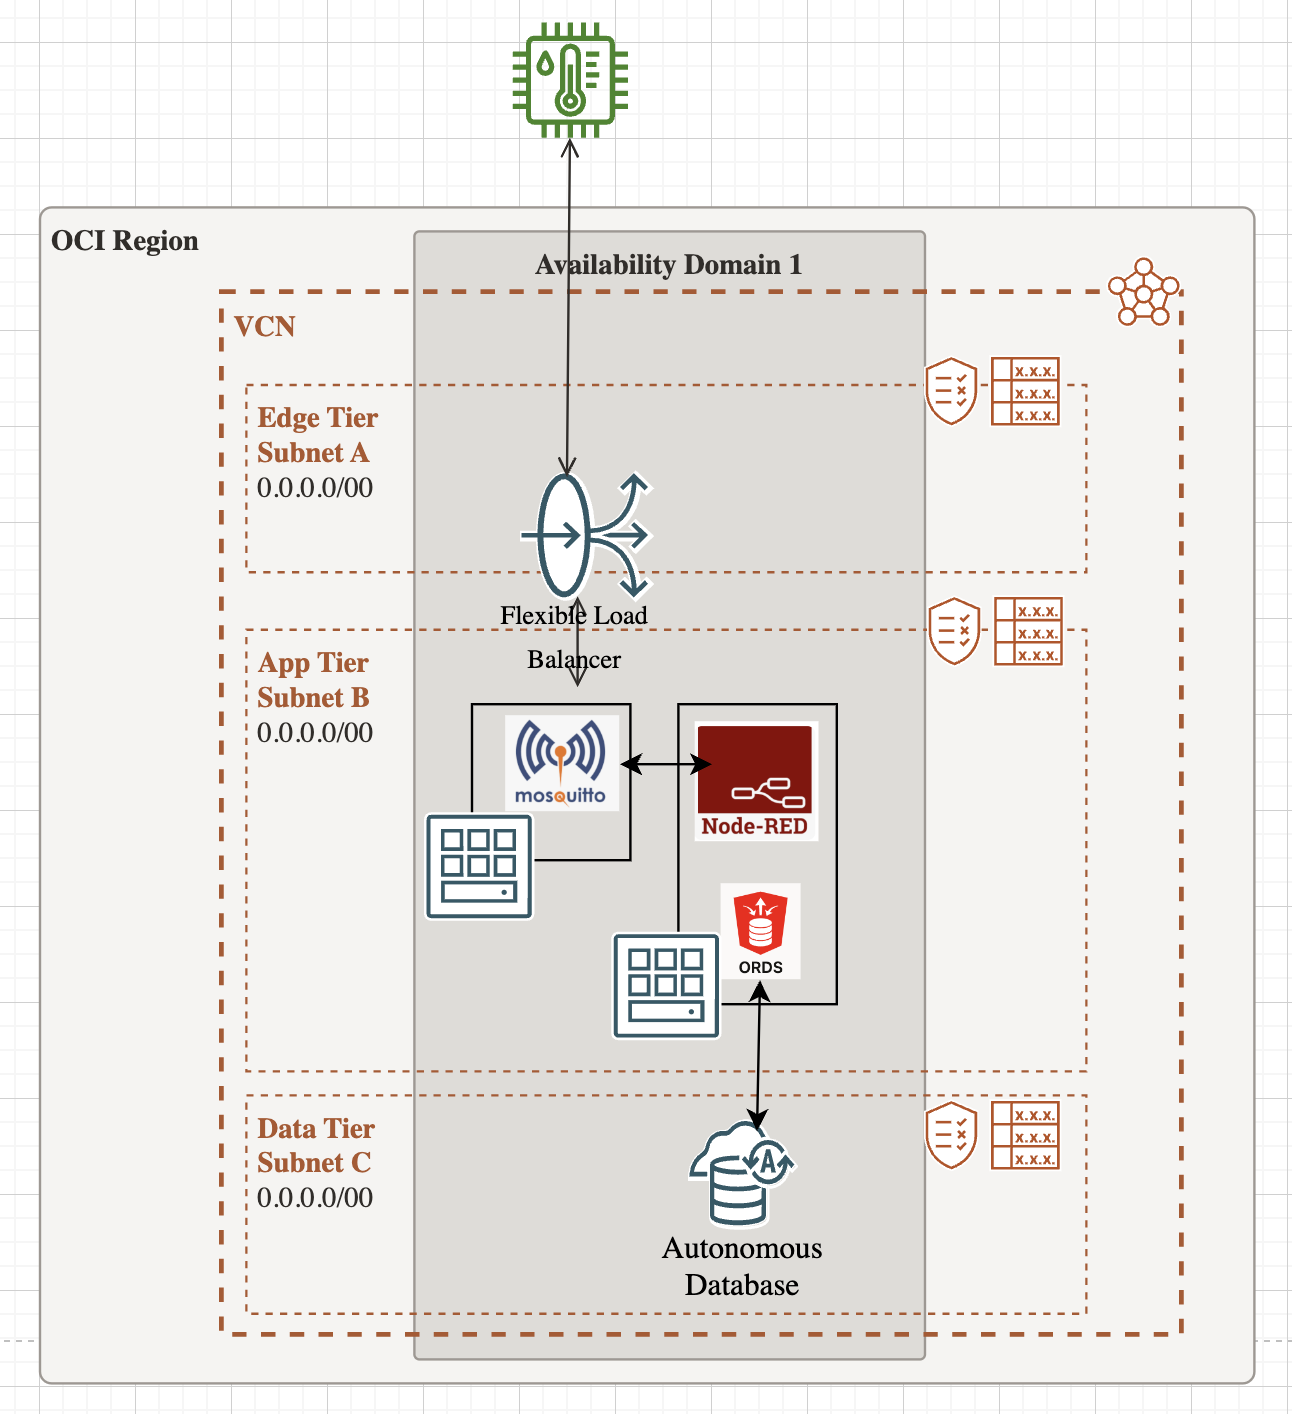 OCI Region
Availability Domain 1
VCN
Edge Tier
Subnet A
0.0.0.0/00
x.x.x.
x.x.x.
x.x.x.
Flexible Load
Balancer
App Tier
Subnet B
0.0.0.0/00
x.x.x.
x.x.x.
x.x.x.
mosquitto
Node-RED
ORDS
Data Tier
Subnet C
0.0.0.0/00
x.x.x.
x.x.x.
x.x.x.
A
Autonomous
Database